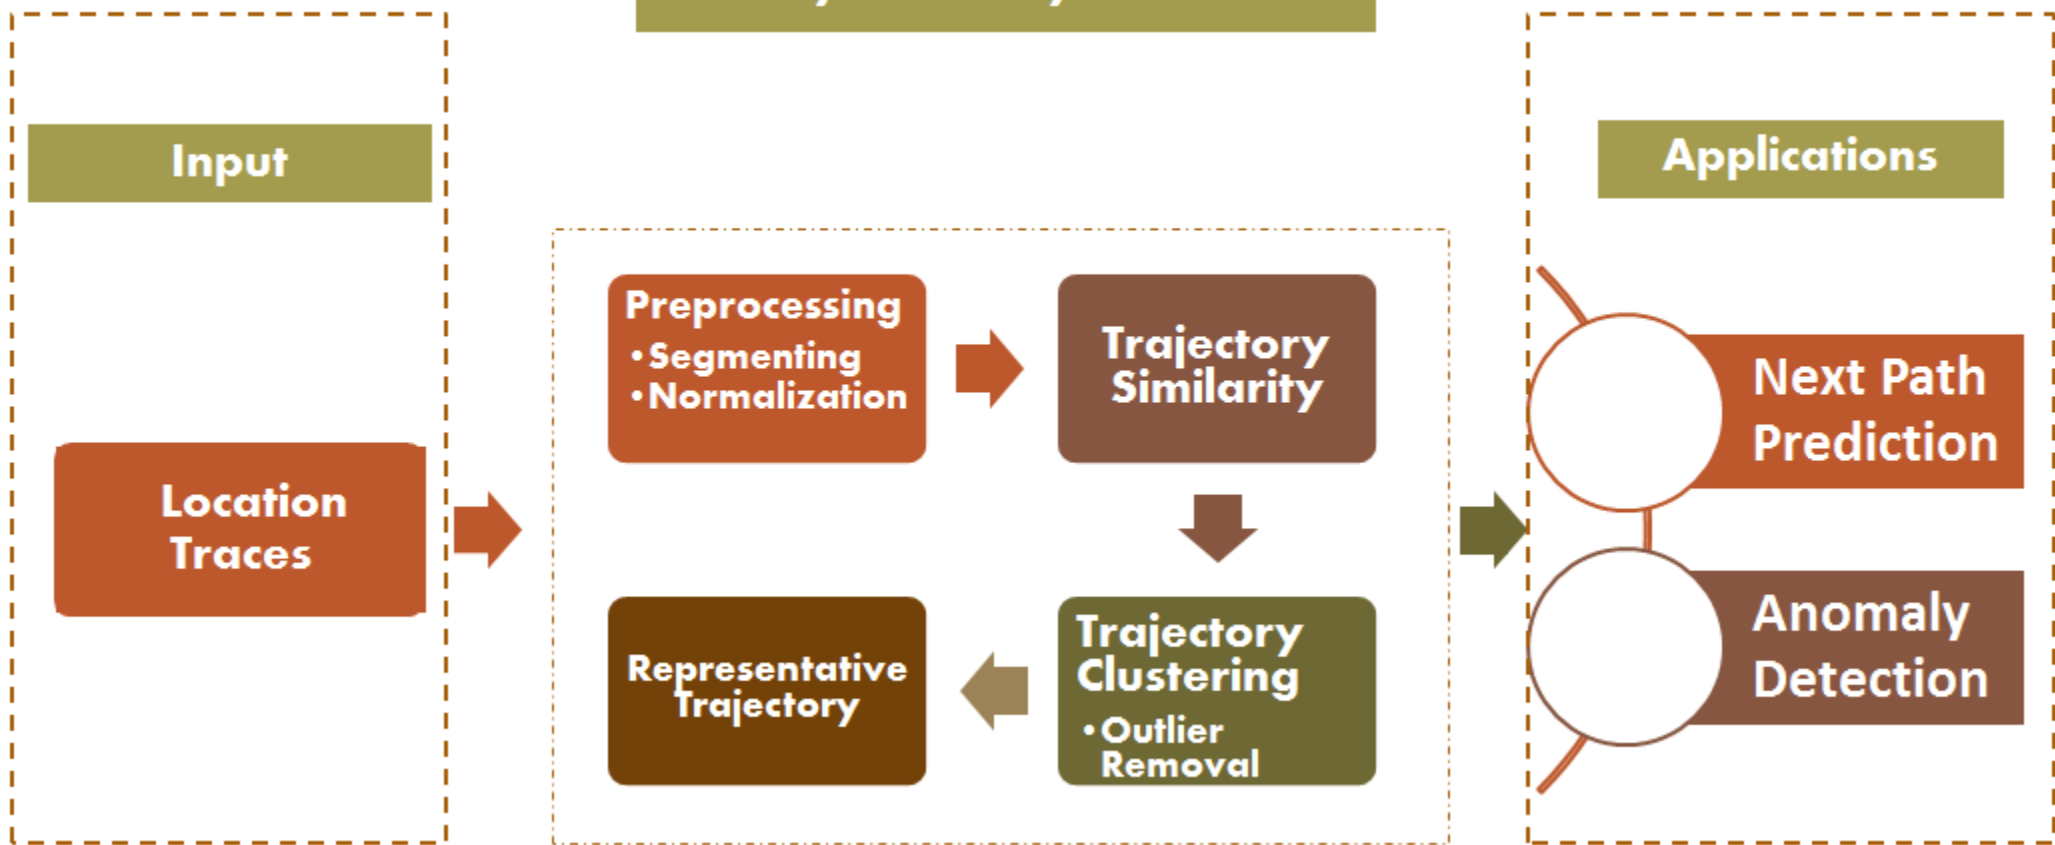 Input
Location
Traces
Preprocessing
•Segmenting
•Normalization
Trajectory
Similarity
Trajectory
Clustering
•Outlier
Removal
Representative
Trajectory
Applications
Next Path
Prediction
Anomaly
Detection